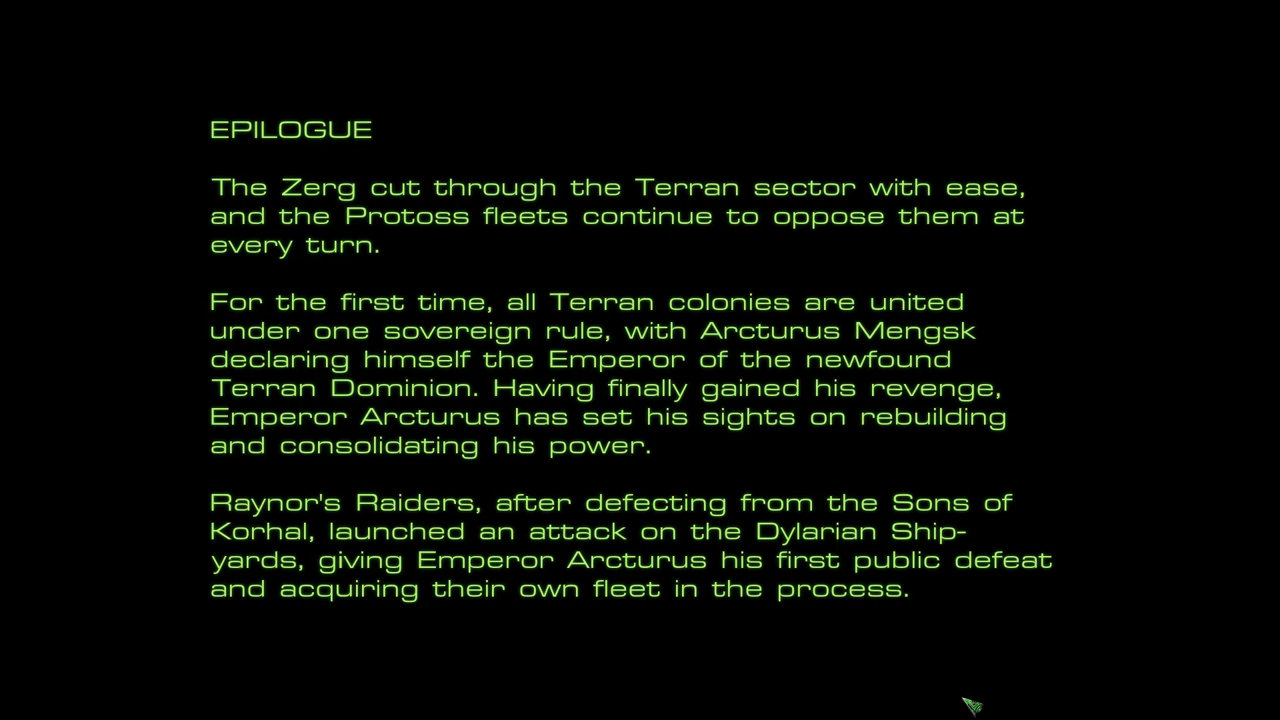 EPILOGUE
The Zerg cut through the Terran sector with ease,
and the Protoss fleets continue to oppose them at
every turn.
For the first time, all Terran colonies are united
under one sovereign rule, with Arcturus Mengsk
declaring himself the Emperor of the newfound
Terran Dominion. Having finally gained his revenge,
Emperor Arcturus has set his sights on rebuilding
and consolidating his power.
Raynor's Raiders, after defecting from the Sons of
Korhal, launched an attack on the Dylarian Ship-
yards, giving Emperor Arcturus his first public defeat
and acquiring their own fleet in the process.